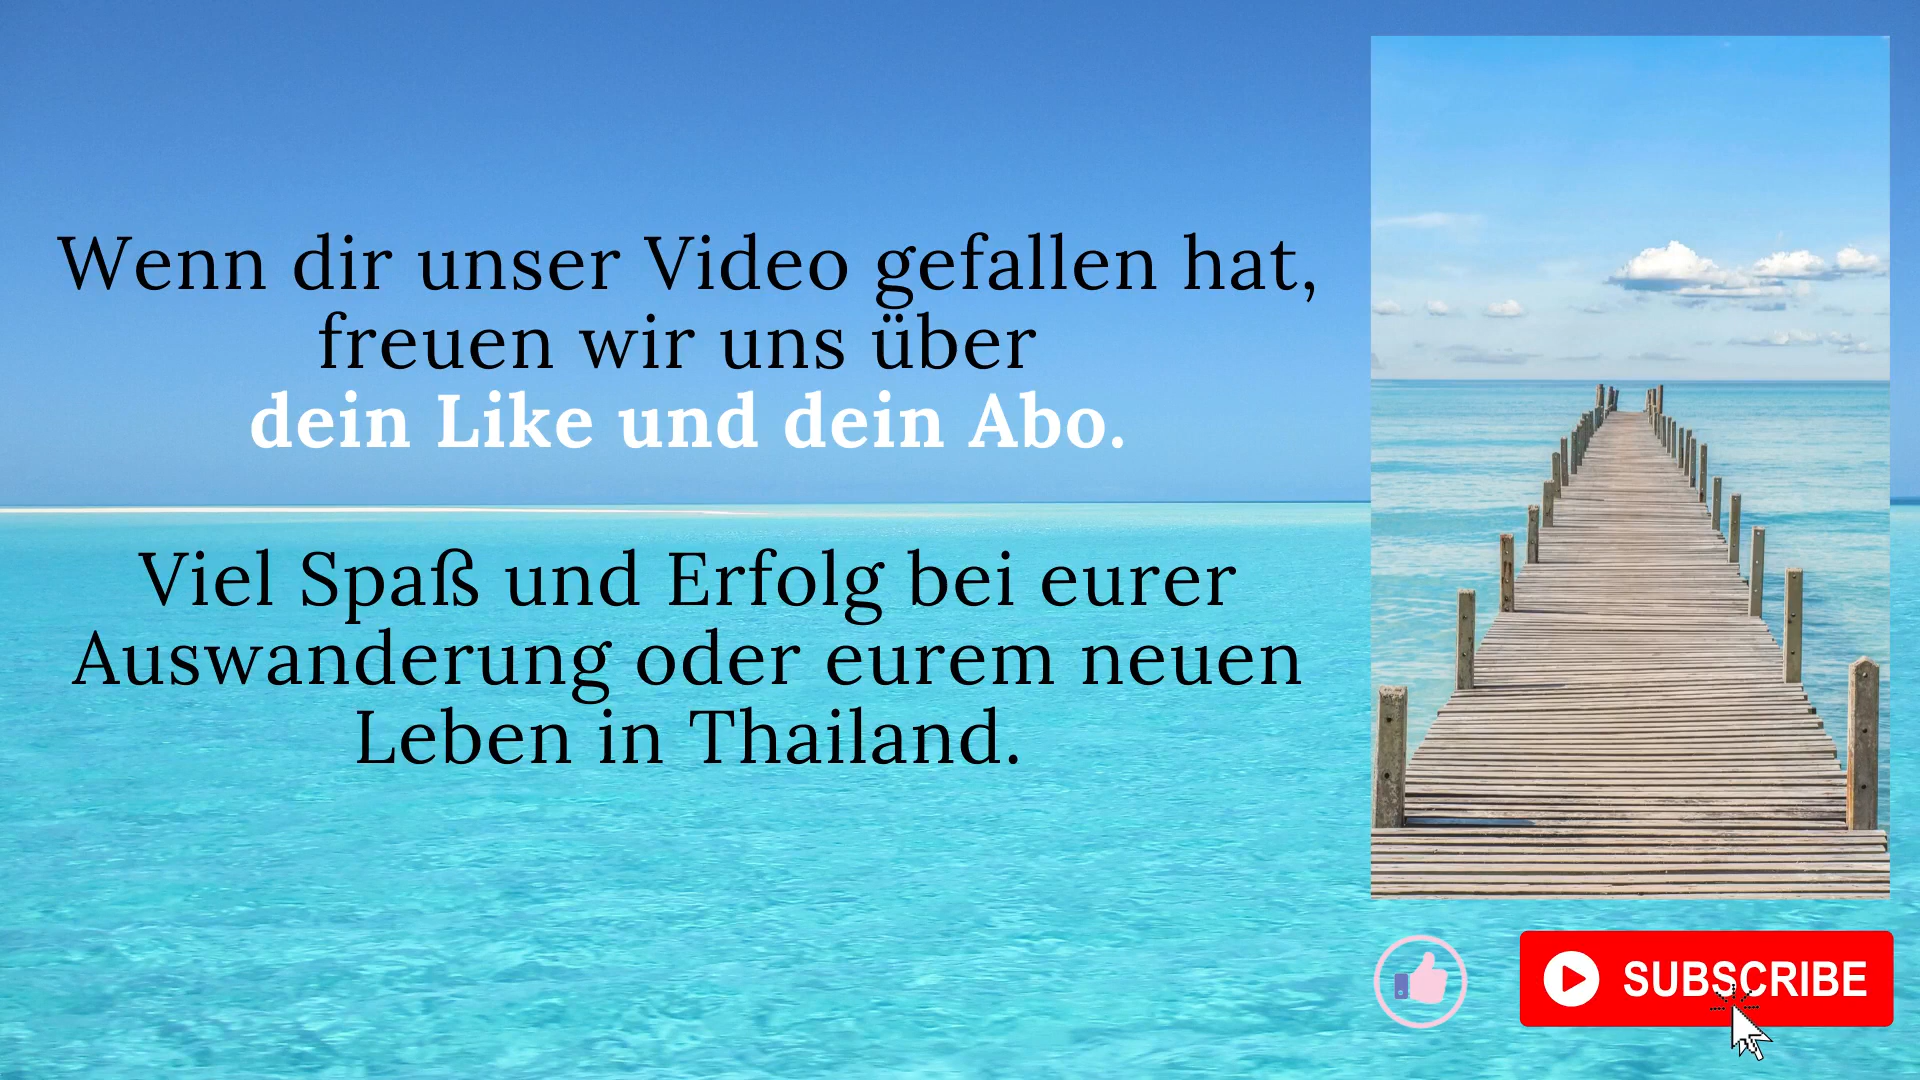 Wenn dir unser Video gefallen hat,
freuen wir uns über
dein Like und dein Abo.
Viel Spaß und Erfolg bei eurer
Auswanderung oder eurem neuen
Leben in Thailand.
SUBSCRIBE